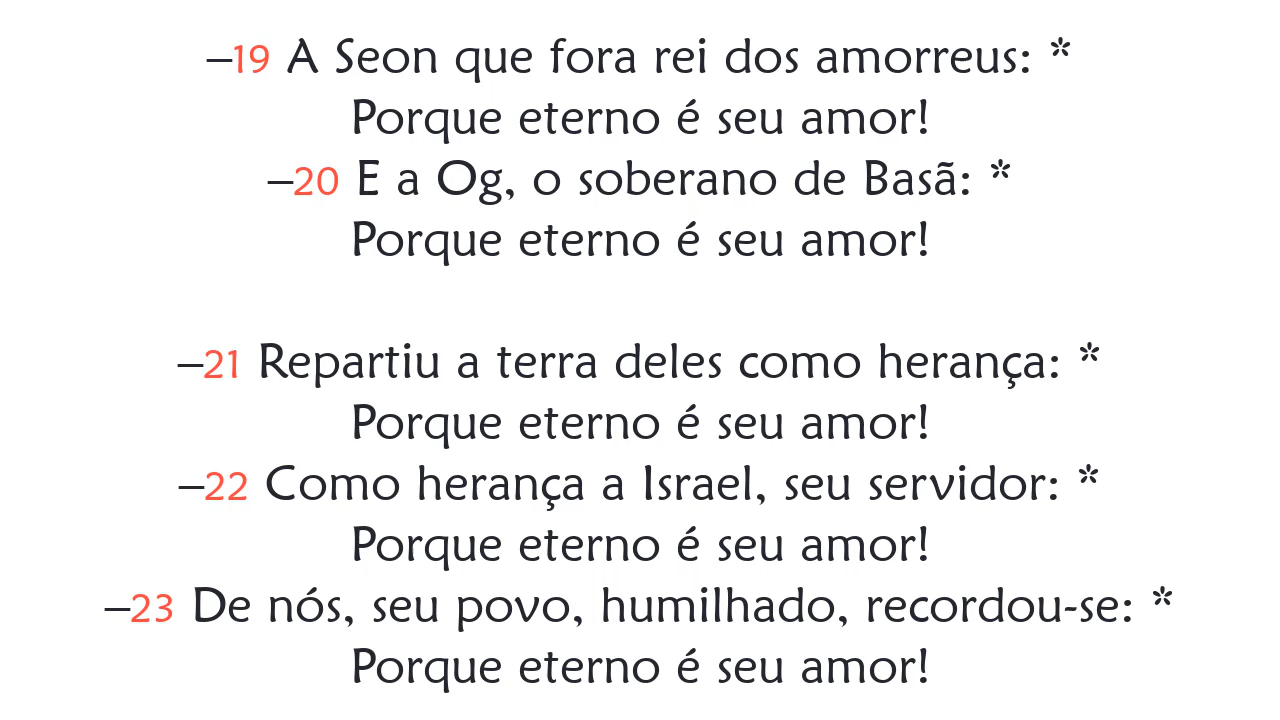 –19 A Seon que fora rei dos amorreus: *
Porque eterno é seu amor!
–20 E a Og, o soberano de Basã: *
Porque eterno é seu amor!
–21 Repartiu a terra deles como herança: *
Porque eterno é seu amor!
–22 Como herança a Israel, seu servidor: *
Porque eterno é seu amor!
–23 De nós, seu povo, humilhado, recordou-se: *
Porque eterno é seu amor!